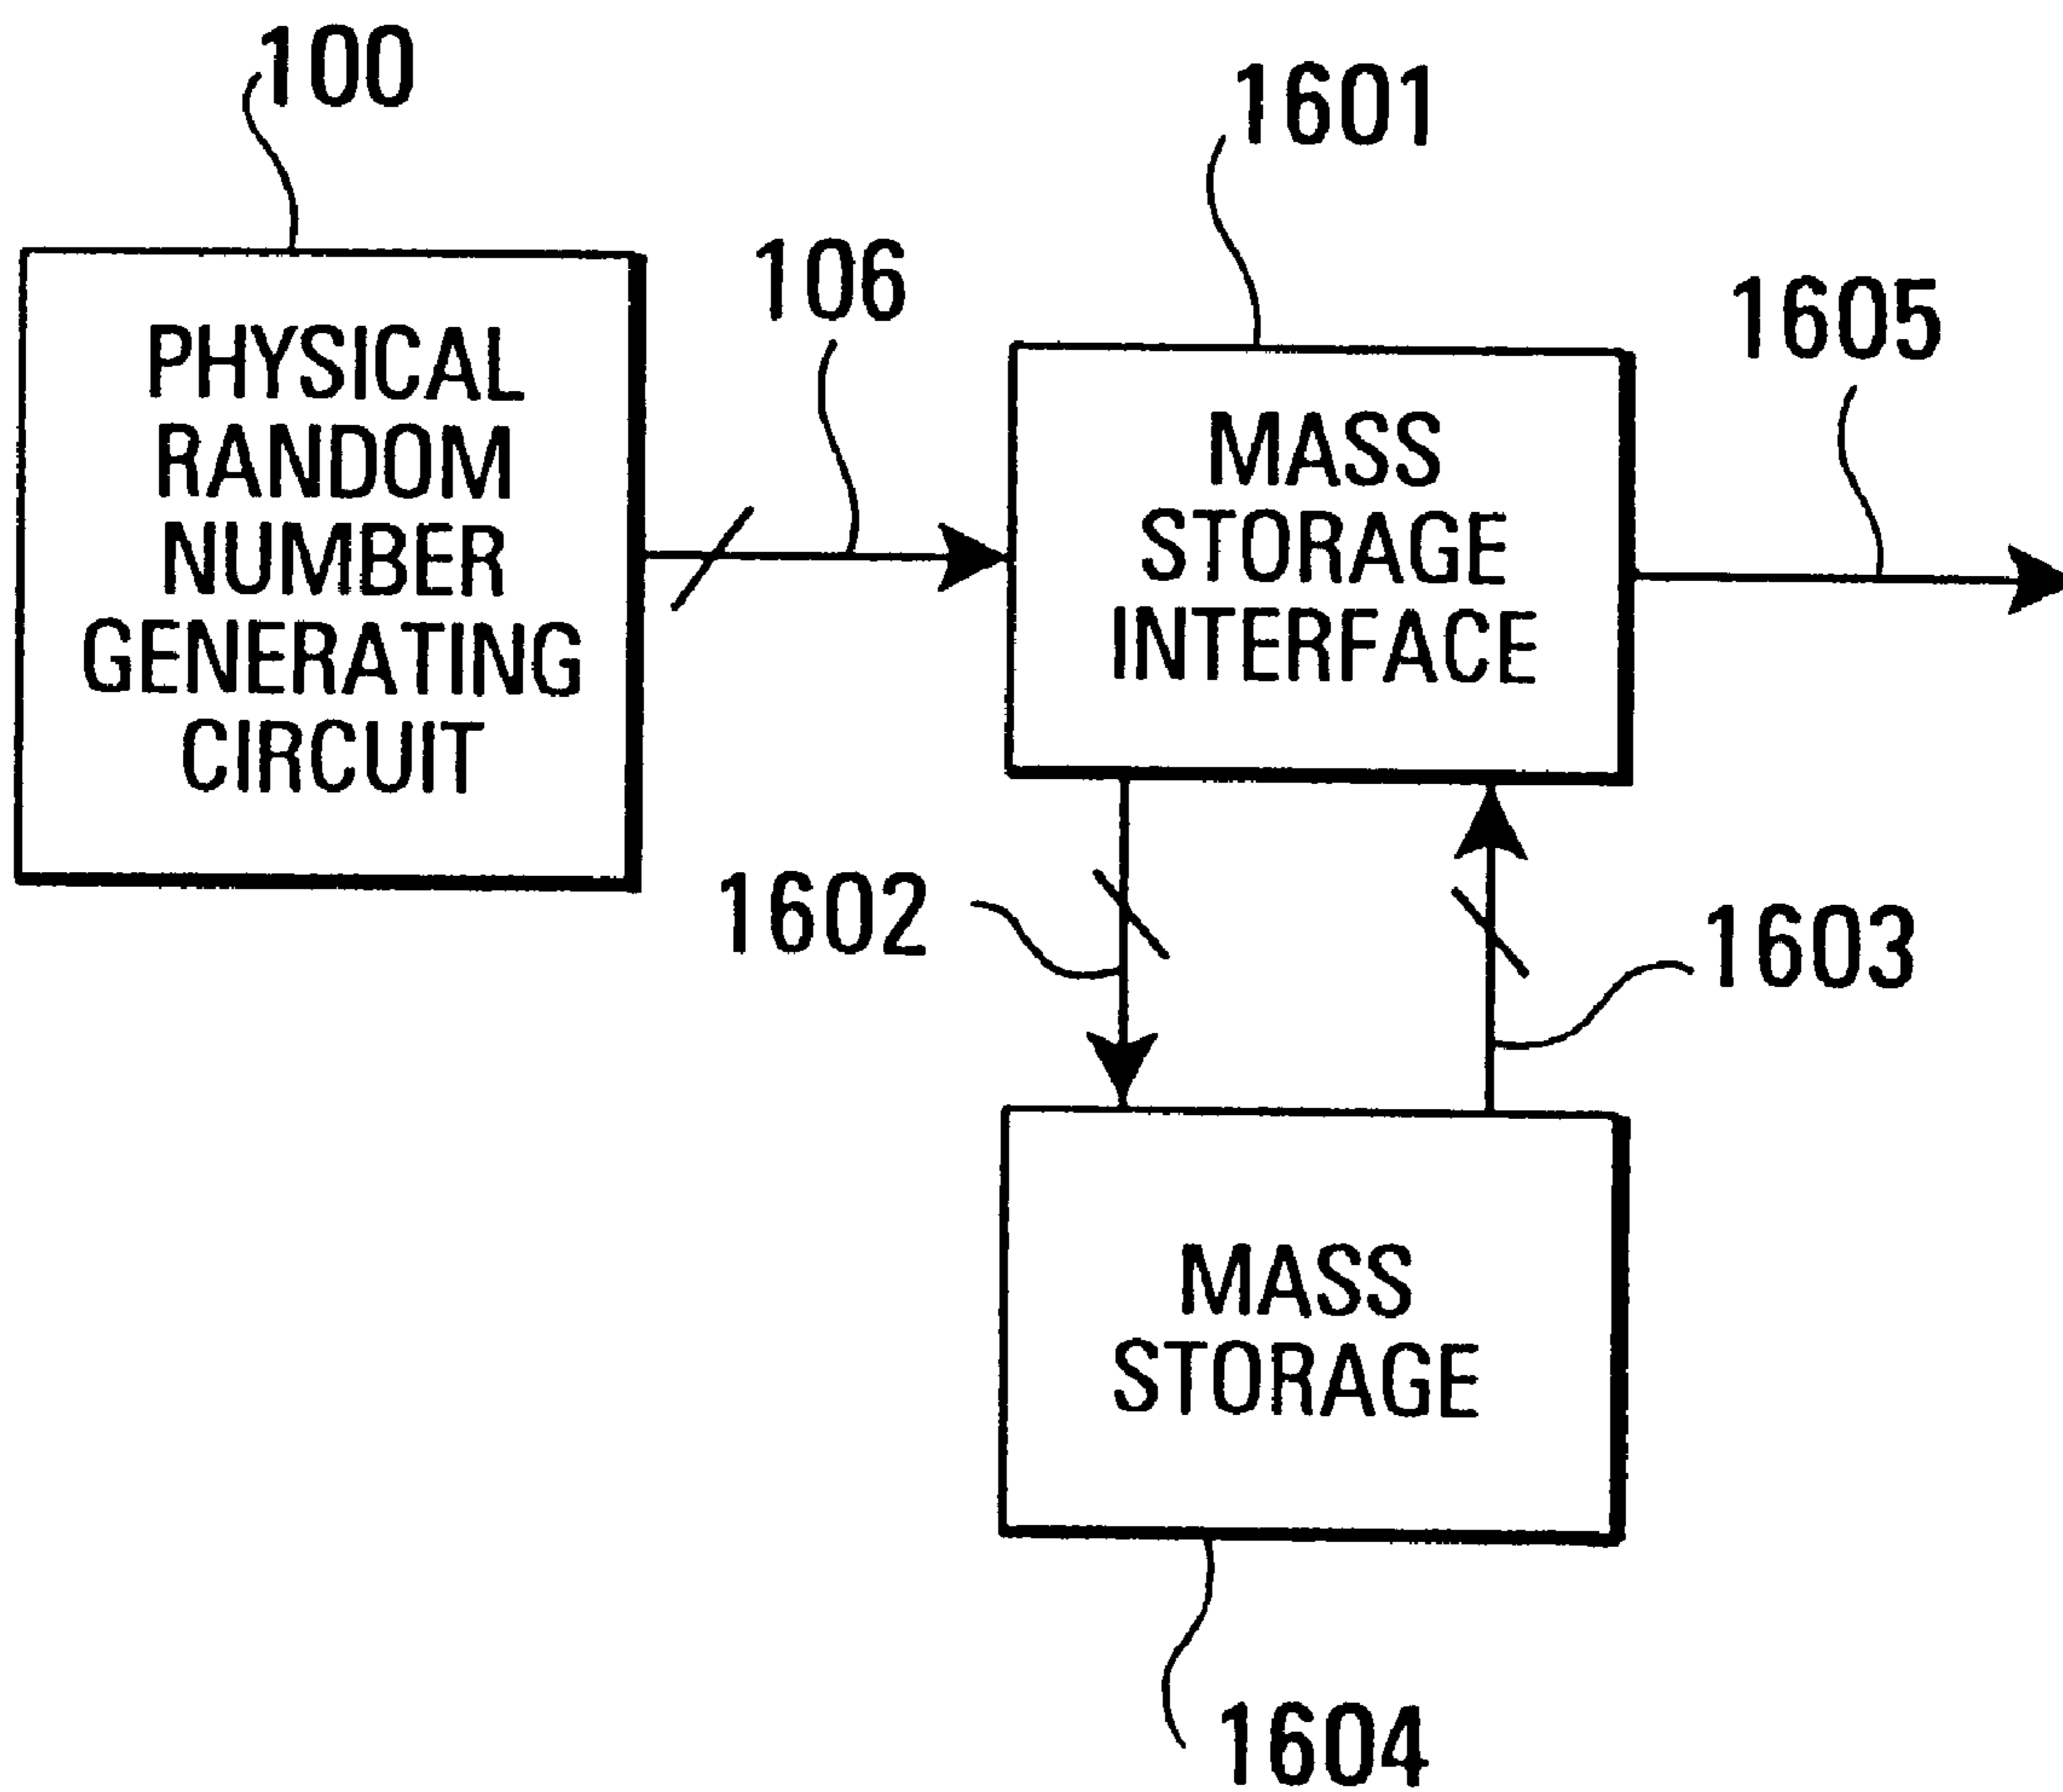 100
1601
106
1605
PHYSICAL
RANDOM
NUMBER
GENERATING
CIRCUIT
MASS
STORAGE
INTERFACE
1602
1603
MASS
STORAGE
1604